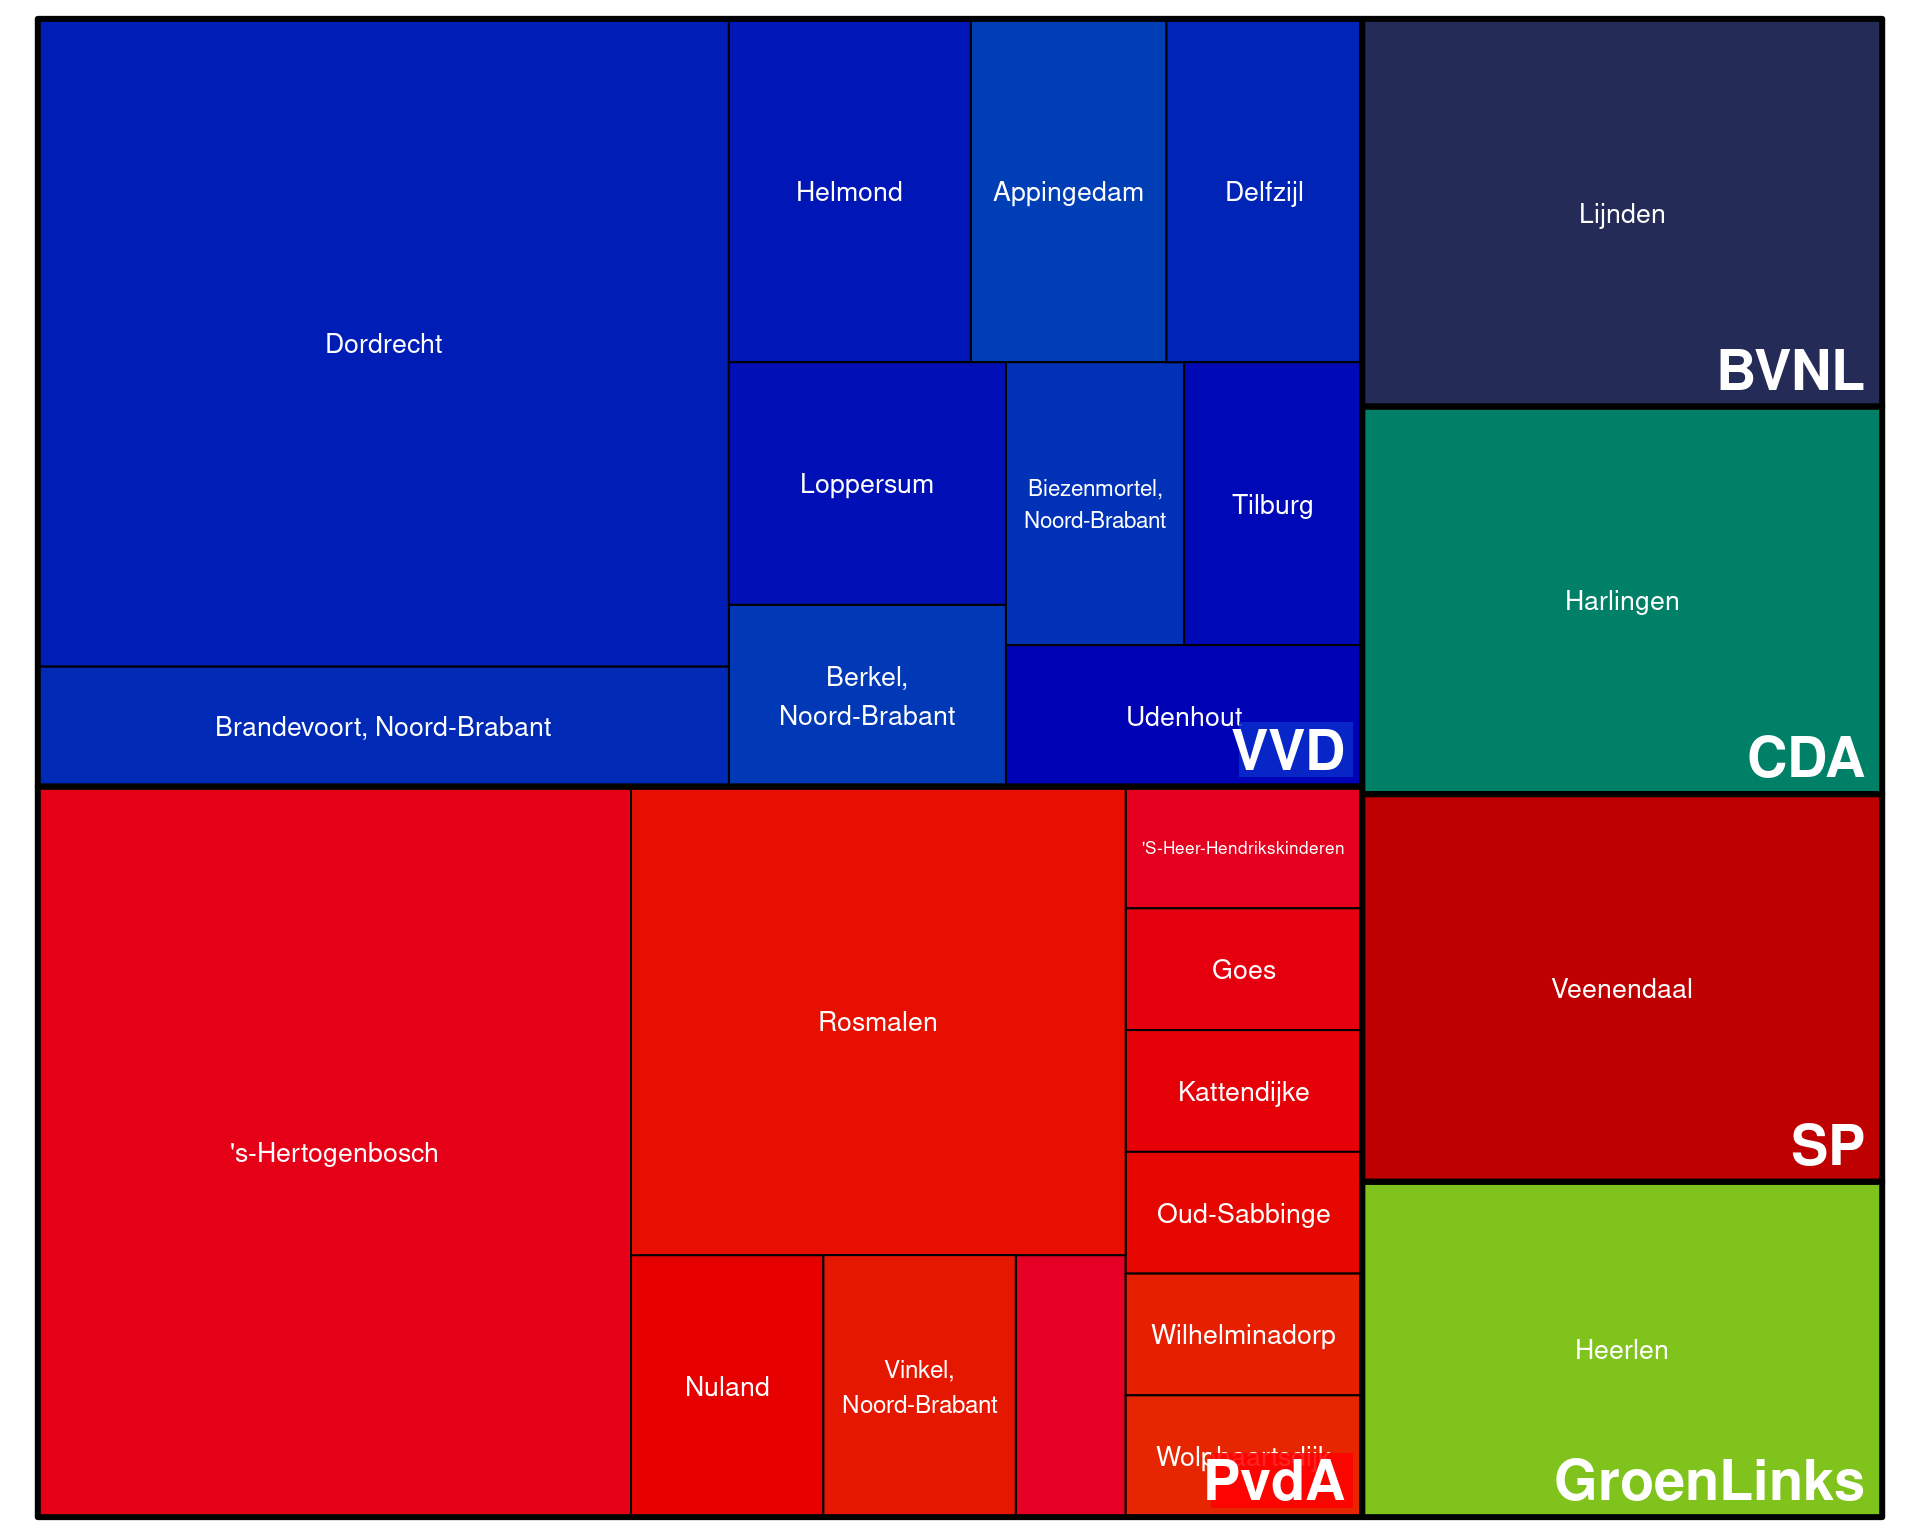 Dordrecht
Brandevoort, Noord-Brabant
Helmond
Appingedam
Delfzijl
Loppersum
Biezenmortel,
Noord-Brabant
Tilburg
Berkel,
Noord-Brabant
Udenhout
VVD
's-Hertogenbosch
Rosmalen
Nuland
Vinkel,
Noord-Brabant
'S-Heer-Hendrikskinderen
Goes
Kattendijke
Oud-Sabbinge
Wilhelminadorp
Wolphaartsdijk
PvdA
Lijnden
BVNL
Harlingen
CDA
Veenendaal
SP
Heerlen
GroenLinks